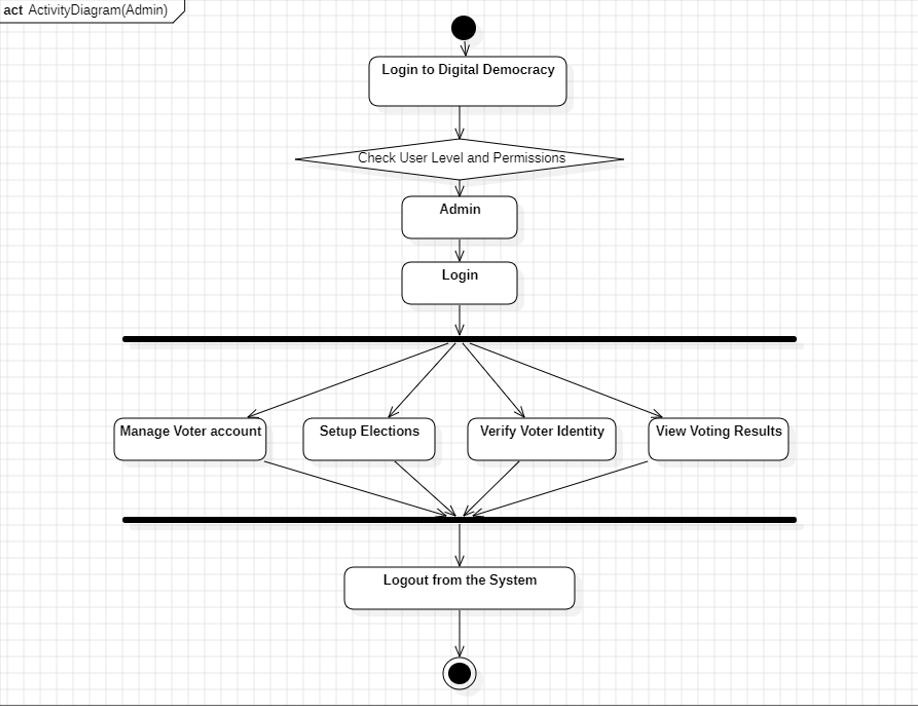 act ActivityDiagram(Admin)
Login to Digital Democracy
Check User Level and Permissions
Admin
Login
Manage Voter account
Setup Elections
Verify Voter Identity
View Voting Results
Logout from the System